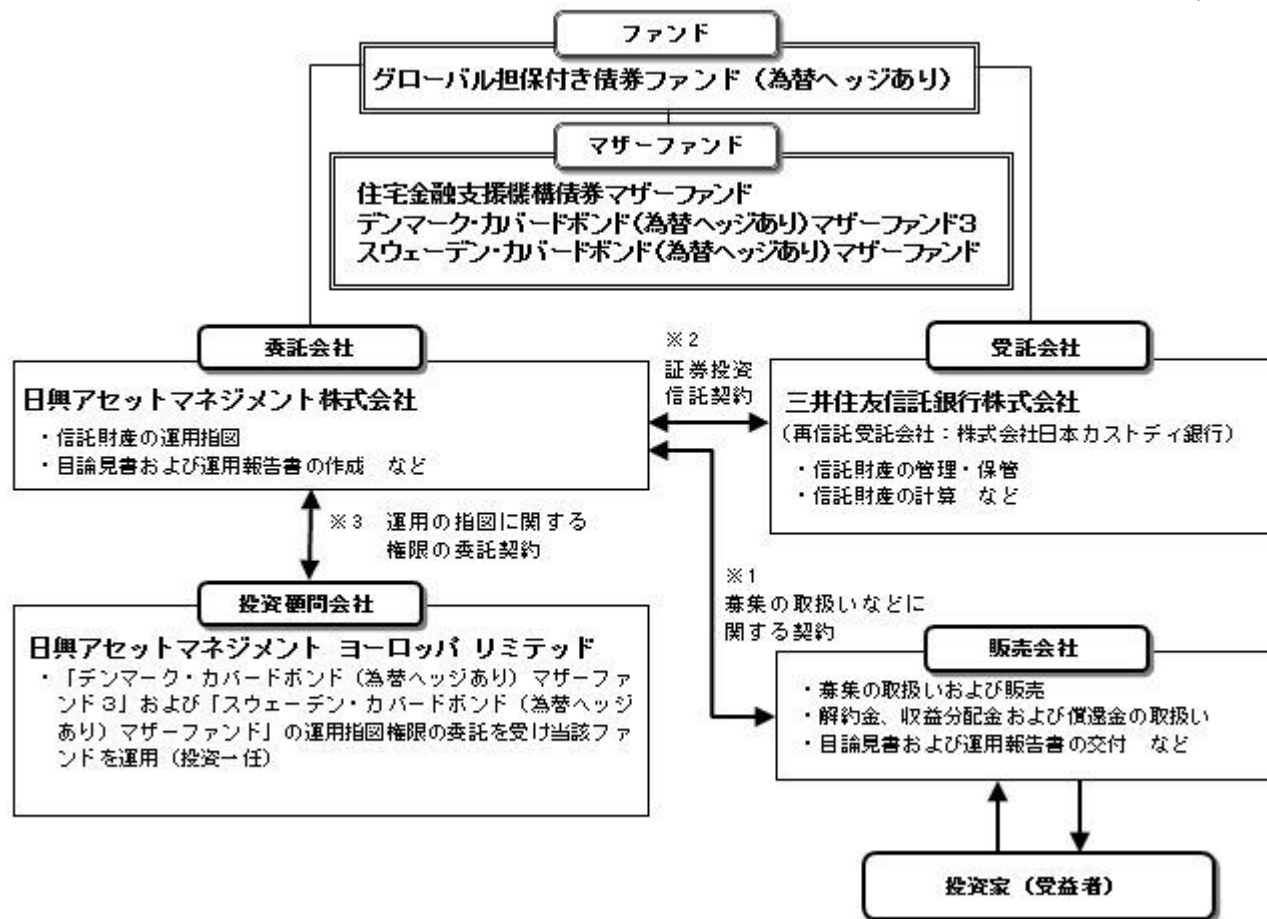 ファンド
グローバル担保付き債券ファンド（為替ヘッジあり）
マザーファンド
住宅金融支援機構債券マザーファンド
デンマーク・カバードボンド(為替ヘッジあり)マザーファンド3
スウェーデン・カバードボンド(為替ヘッジあり)マザーファンド
委託会社
日興アセットマネジメント株式会社
・信託財産の運用指図
・目論見書および運用報告書の作成　など
※２
証券投資
信託契約
受託会社
三井住友信託銀行株式会社
（再信託受託会社：株式会社日本カストディ銀行）
・信託財産の管理・保管
・信託財産の計算　など
※３　運用の指図に関する
権限の委託契約
※１
募集の取扱いなどに
関する契約
投資顧問会社
日興アセットマネジメント ヨーロッパ リミテッド
・「デンマーク・カバードボンド（為替ヘッジあり）マザーファ
ンド３」および「スウェーデン・カバードボンド（為替ヘッジ
あり）マザーファンド」の運用指図権限の委託を受け当該ファ
ンドを運用（投資一任）
販売会社
・募集の取扱いおよび販売
・解約金、収益分配金および償還金の取扱い
・目論見書および運用報告書の交付　など
投資家（受益者）